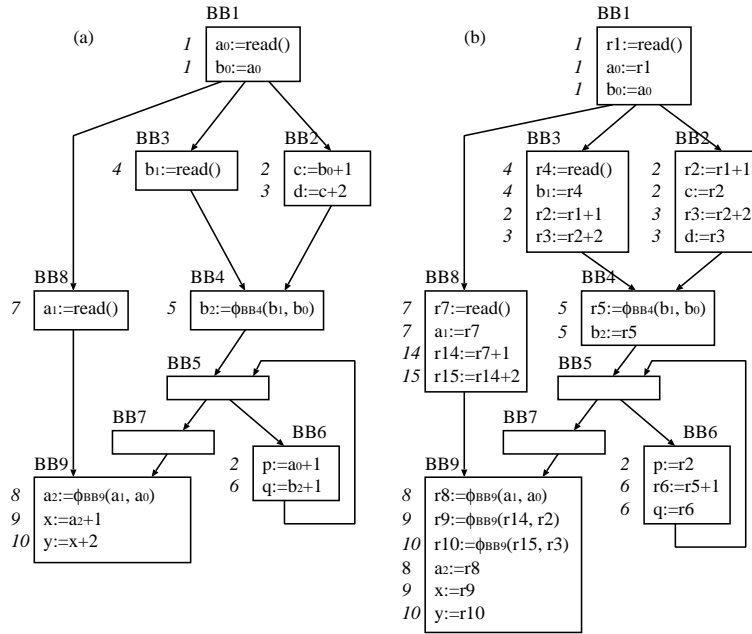 (a)
BB1
1 a₀:=read()
1 b₀:=a₀
BB3
4 b₁:=read()
BB2
2 c:=b₀+1
3 d:=c+2
BB8
7 a₁:=read()
BB4
5 b₂:=ϕBB4(b₁, b₀)
BB5
BB7
BB6
2 p:=a₀+1
6 q:=b₂+1
BB9
8 a₂:=ϕBB9(a₁, a₀)
9 x:=a₂+1
10 y:=x+2
(b)
BB1
1 r1:=read()
1 a₀:=r1
1 b₀:=a₀
BB3
4 r4:=read()
4 b₁:=r4
2 r2:=r1+1
3 r3:=r2+2
BB2
2 r2:=r1+1
2 c:=r2
3 r3:=r2+2
3 d:=r3
BB8
7 r7:=read()
7 a₁:=r7
14 r14:=r7+1
15 r15:=r14+2
BB4
5 r5:=ϕBB4(b₁, b₀)
5 b₂:=r5
BB5
BB7
BB6
2 p:=r2
6 r6:=r5+1
6 q:=r6
BB9
8 r8:=ϕBB9(a₁, a₀)
9 r9:=ϕBB9(r14, r2)
10 r10:=ϕBB9(r15, r3)
8 a₂:=r8
9 x:=r9
10 y:=r10